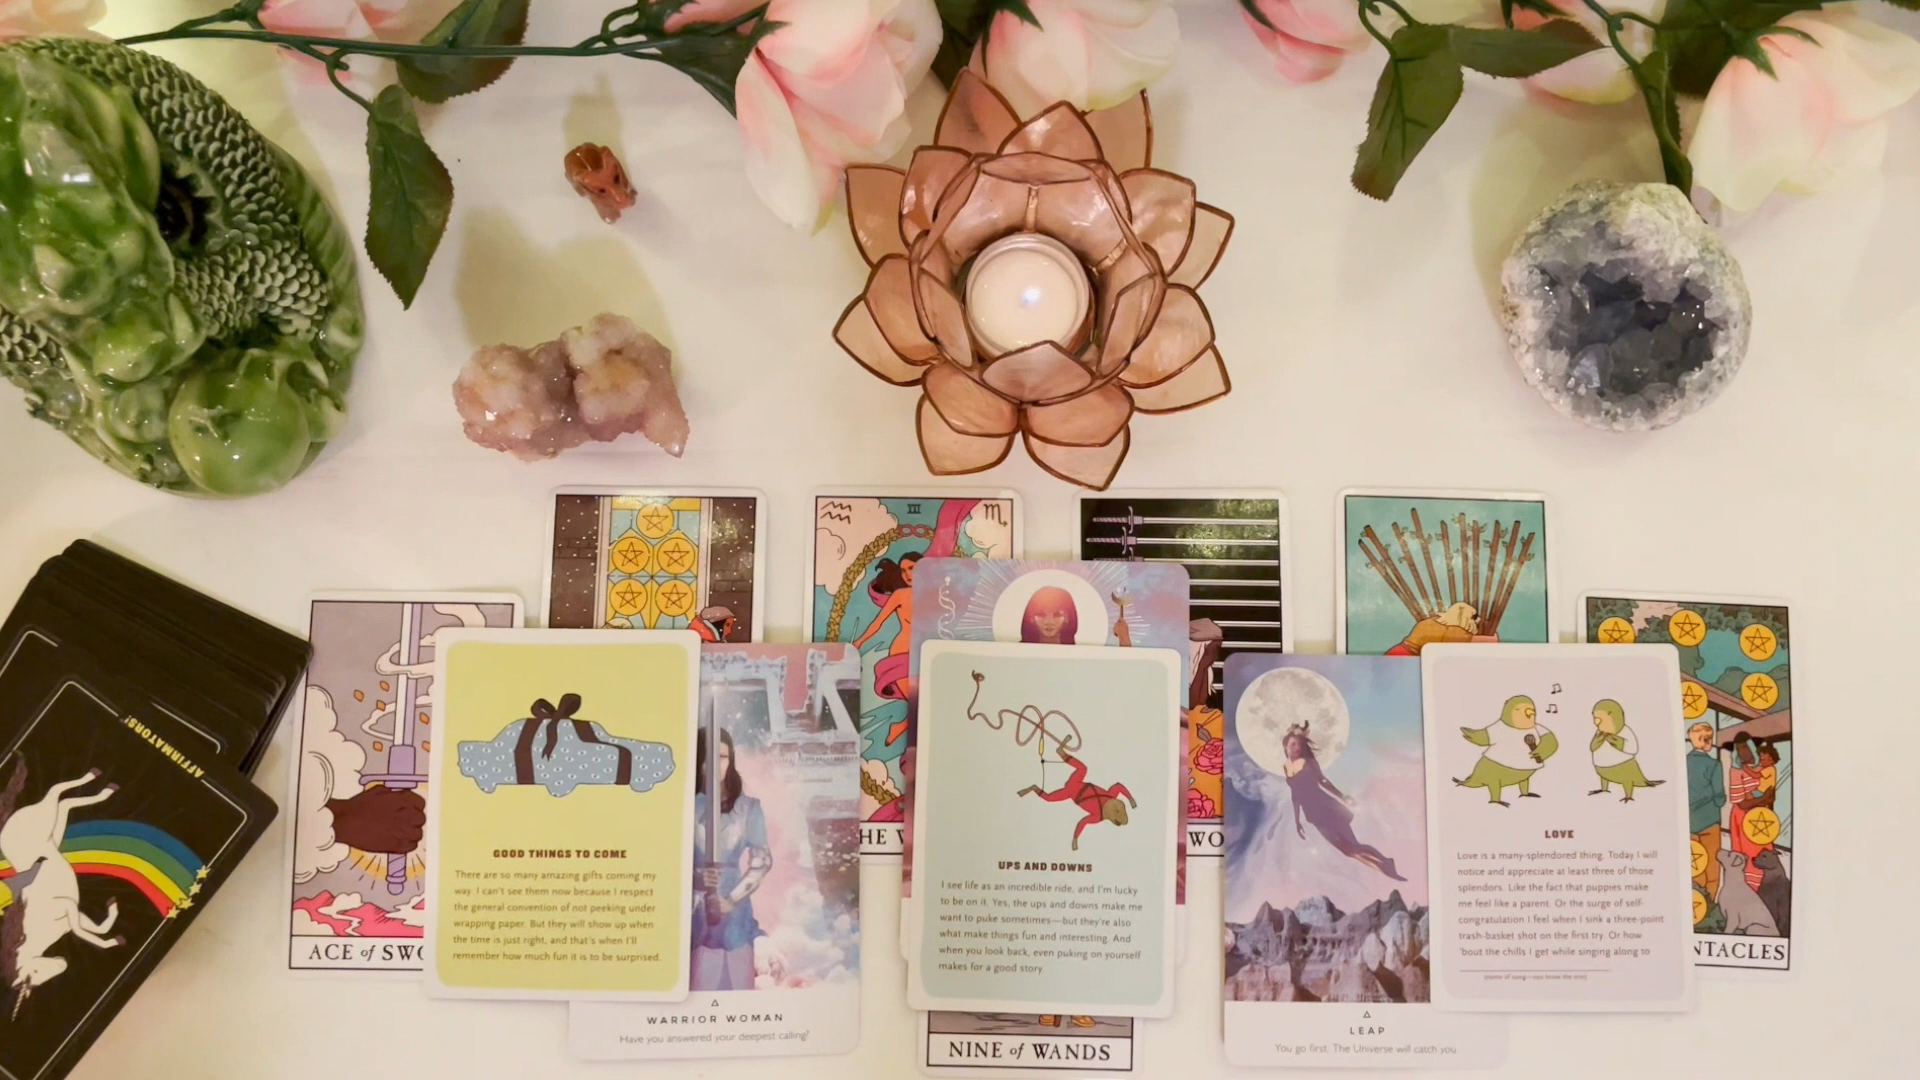 AFFIRMATORS!
III
ACE of SWO
GOOD THINGS TO COME
There are so many amazing gifts coming my
way. I can't see them now because I respect
the general convention of not peeking under
wrapping paper. But they will show up when
the time is just right, and that's when I'll
remember how much fun it is to be surprised.
WARRIOR WOMAN
Have you answered your deepest calling?
HE W
UPS AND DOWNS
I see life as an incredible ride, and I'm lucky
to be on it. Yes, the ups and downs make me
want to puke sometimes—but they're also
what make things fun and interesting. And
when you look back, even puking on yourself
makes for a good story.
NINE of WANDS
WO
LEAP
You go first. The Universe will catch you.
LOVE
Love is a many-splendored thing. Today I will
notice and appreciate at least three of those
splendors. Like the fact that puppies make
me feel like a parent. Or the surge of self-
congratulation I feel when I sink a three-point
trash-basket shot on the first try. Or how
'bout the chills I get while singing along to
(name of song—you know the one)
NTACLES